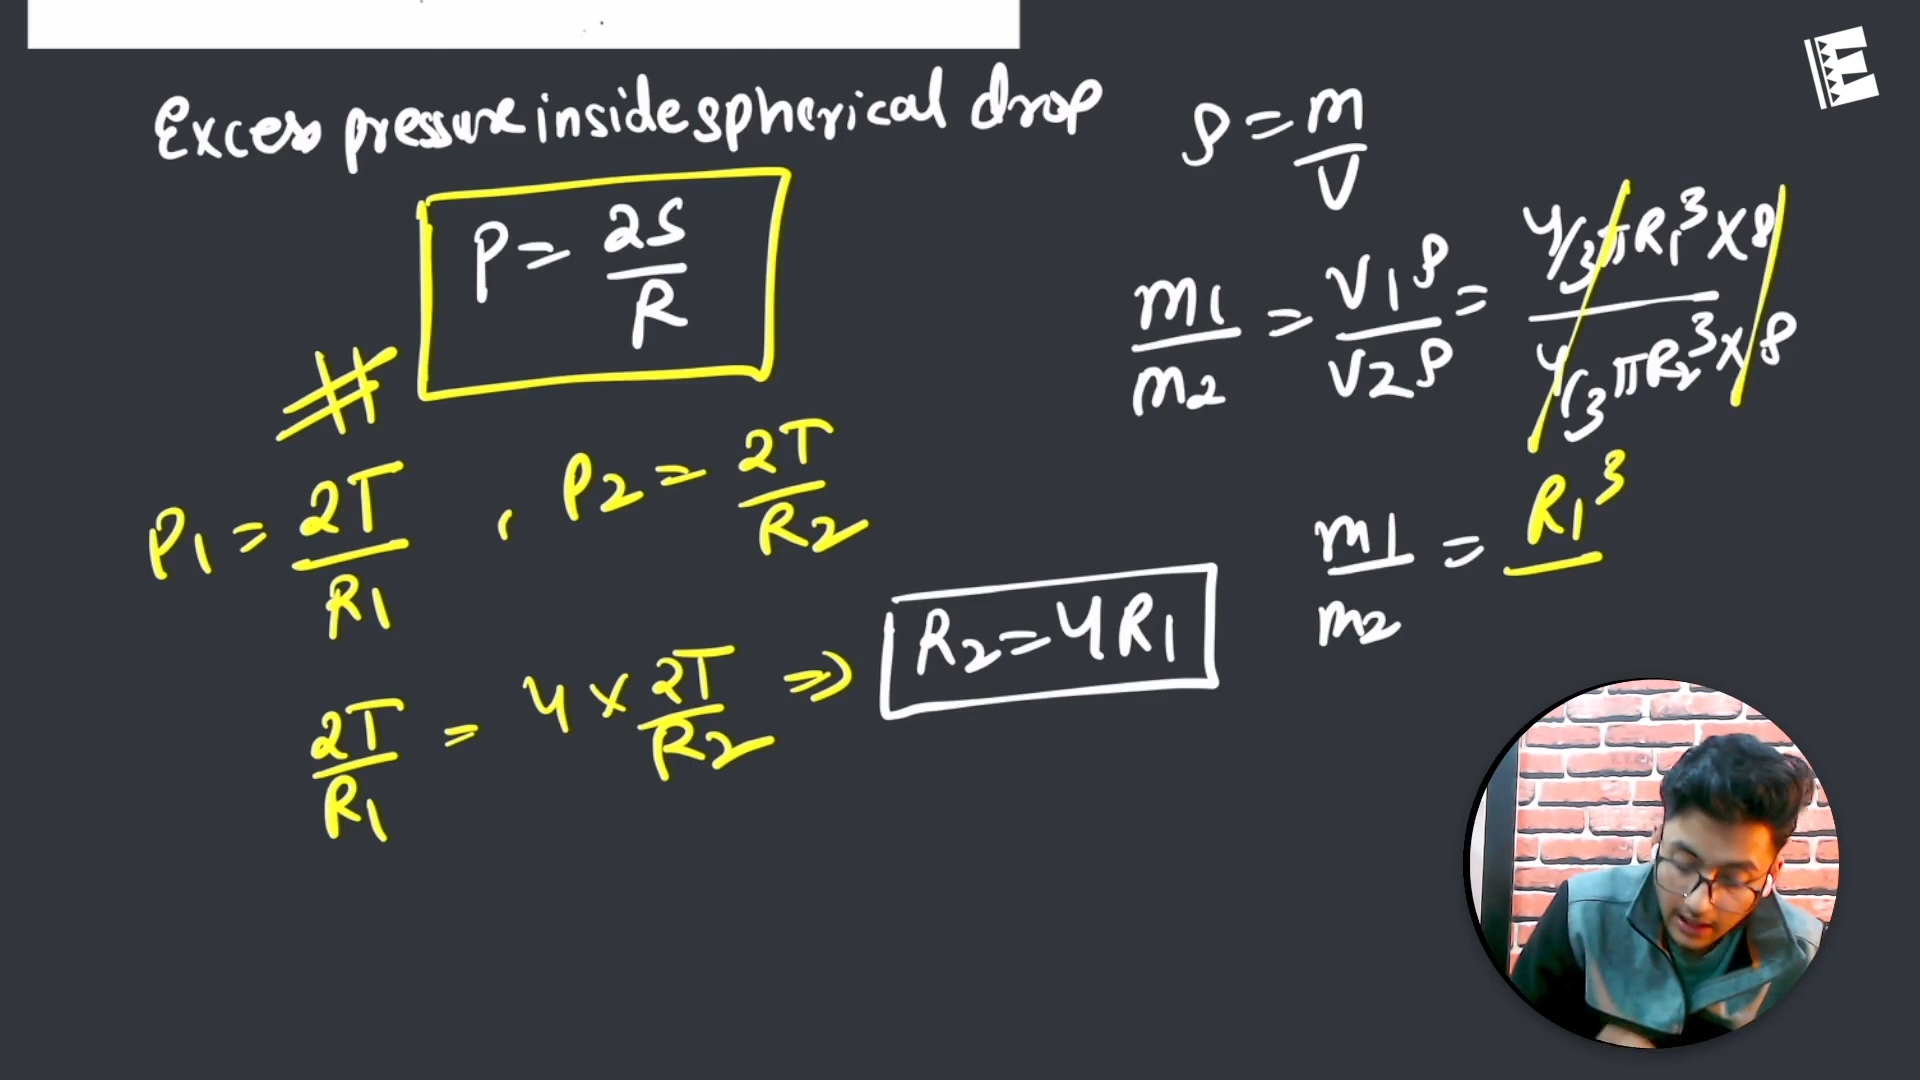 Excess pressure inside spherical drop
P = 2S/R
#
P1 = 2T/R1 , P2 = 2T/R2
2T/R1 = 4 × 2T/R2 ⇒ R2 = 4R1
ρ = m/V
m1/m2 = V1ρ/V2ρ = 4/3πR1³×ρ / 4/3πR2³×ρ
m1/m2 = R1³/
E